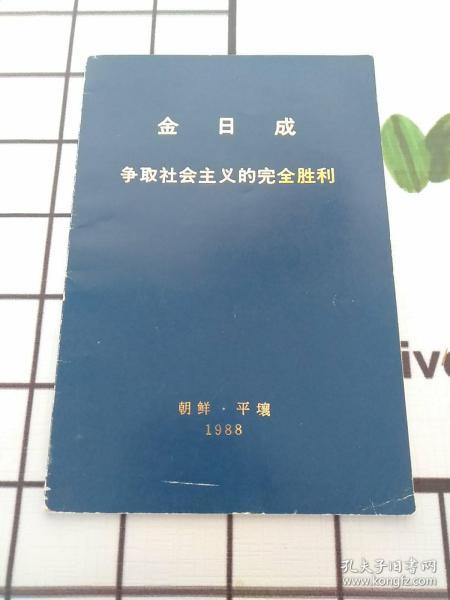 金日成
争取社会主义的完全胜利
朝鲜·平壤
1988
ive
孔夫子旧书网
www.kongfz.com